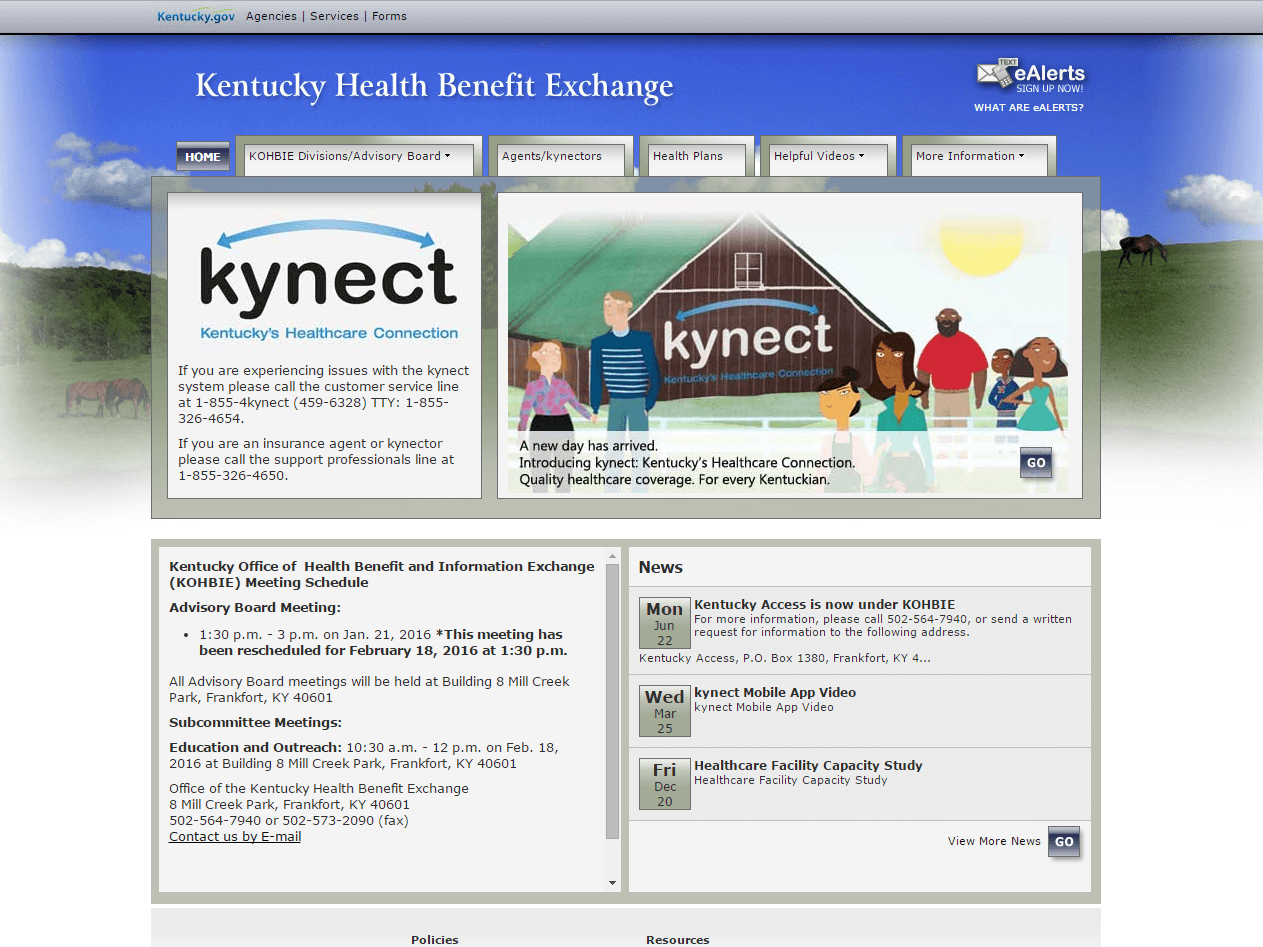 Kentucky.gov Agencies | Services | Forms
Kentucky Health Benefit Exchange
TEXT
eAlerts
SIGN UP NOW!
WHAT ARE eALERTS?
HOME
KOHBIE Divisions/Advisory Board
Agents/kynectors
Health Plans
Helpful Videos
More Information
kynect
Kentucky's Healthcare Connection
If you are experiencing issues with the kynect
system please call the customer service line
at 1-855-4kynect (459-6328) TTY: 1-855-
326-4654.
If you are an insurance agent or kynector
please call the support professionals line at
1-855-326-4650.
kynect
Kentucky's Healthcare Connection
A new day has arrived.
Introducing kynect: Kentucky's Healthcare Connection.
Quality healthcare coverage. For every Kentuckian.
GO
Kentucky Office of  Health Benefit and Information Exchange
(KOHBIE) Meeting Schedule
Advisory Board Meeting:
• 1:30 p.m. - 3 p.m. on Jan. 21, 2016 *This meeting has
been rescheduled for February 18, 2016 at 1:30 p.m.
All Advisory Board meetings will be held at Building 8 Mill Creek
Park, Frankfort, KY 40601
Subcommittee Meetings:
Education and Outreach: 10:30 a.m. - 12 p.m. on Feb. 18,
2016 at Building 8 Mill Creek Park, Frankfort, KY 40601
Office of the Kentucky Health Benefit Exchange
8 Mill Creek Park, Frankfort, KY 40601
502-564-7940 or 502-573-2090 (fax)
Contact us by E-mail
News
Mon
Jun
22
Kentucky Access is now under KOHBIE
For more information, please call 502-564-7940, or send a written
request for information to the following address.
Kentucky Access, P.O. Box 1380, Frankfort, KY 4...
Wed
Mar
25
kynect Mobile App Video
kynect Mobile App Video
Fri
Dec
20
Healthcare Facility Capacity Study
Healthcare Facility Capacity Study
View More News GO
Policies
Resources